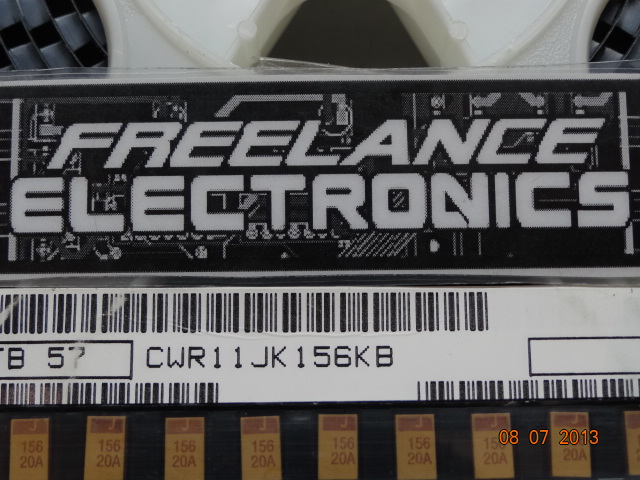 FREELANCE
ELECTRONICS
TB 57 CWR11JK156KB
J J J J J J J J
156 156 156 156 156 156 156 156
20A 20A 20A 20A 20A 20A 20A 20A
08 07 2013